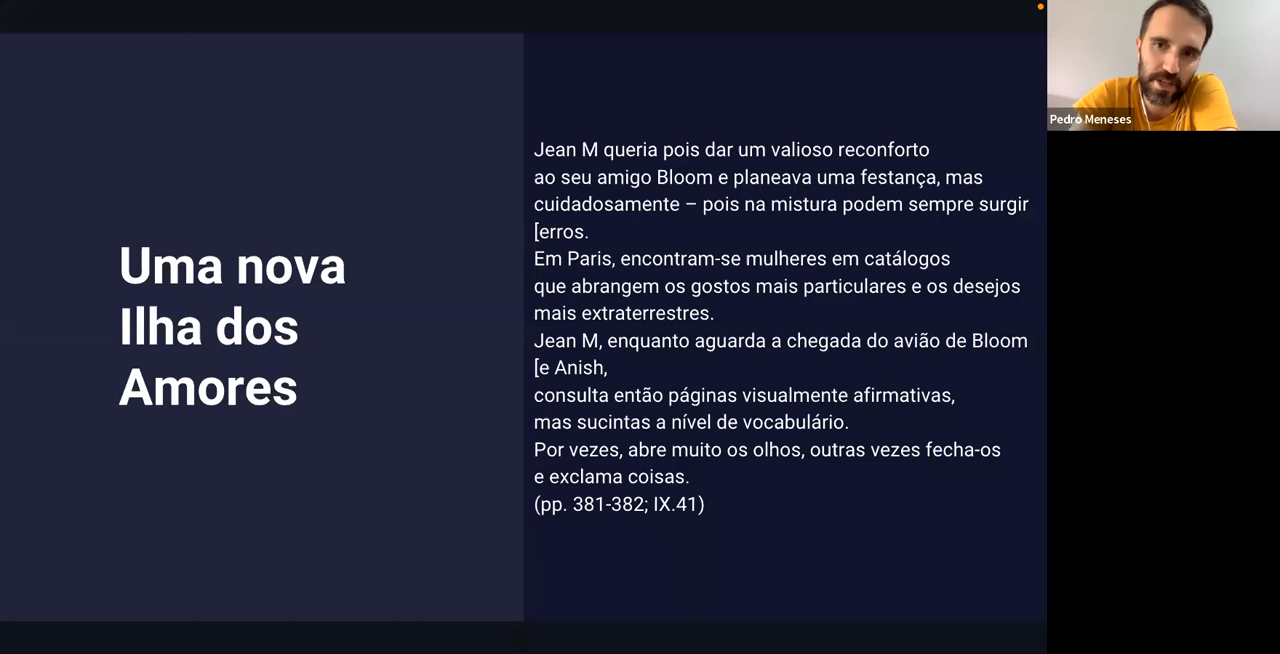 Uma nova
Ilha dos
Amores
Jean M queria pois dar um valioso reconforto
ao seu amigo Bloom e planeava uma festança, mas
cuidadosamente – pois na mistura podem sempre surgir
[erros.
Em Paris, encontram-se mulheres em catálogos
que abrangem os gostos mais particulares e os desejos
mais extraterrestres.
Jean M, enquanto aguarda a chegada do avião de Bloom
[e Anish,
consulta então páginas visualmente afirmativas,
mas sucintas a nível de vocabulário.
Por vezes, abre muito os olhos, outras vezes fecha-os
e exclama coisas.
(pp. 381-382; IX.41)
Pedro Meneses